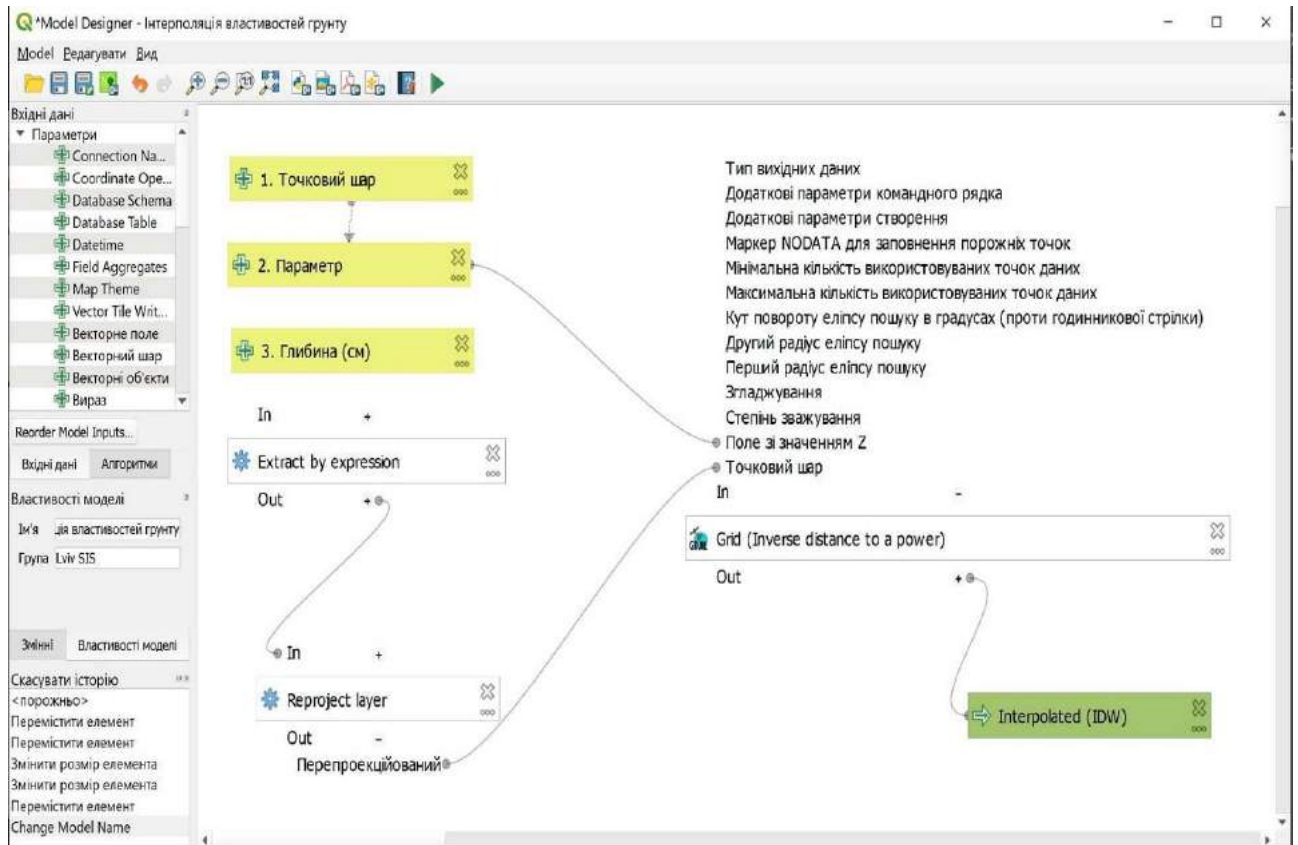 *Model Designer - Інтерполяція властивостей грунту
Model Редагувати Вид
Вхідні дані
Параметри
Connection Na...
Coordinate Ope...
Database Schema
Database Table
Datetime
Field Aggregates
Map Theme
Vector Tile Writ...
Векторне поле
Векторний шар
Векторні об'єкти
Вираз
Reorder Model Inputs...
Вхідні дані Алгоритми
Властивості моделі
Ім'я ція властивостей грунту
Група Lviv SIS
Змінні Властивості моделі
Скасувати історію
<порожньо>
Перемістити елемент
Перемістити елемент
Змінити розмір елемента
Змінити розмір елемента
Перемістити елемент
Change Model Name
1. Точковий шар
2. Параметр
3. Глибина (см)
In +
Extract by expression
Out +
In +
Reproject layer
Out -
Перепроекційований
Тип вихідних даних
Додаткові параметри командного рядка
Додаткові параметри створення
Маркер NODATA для заповнення порожніх точок
Мінімальна кількість використовуваних точок даних
Максимальна кількість використовуваних точок даних
Кут повороту еліпсу пошуку в градусах (проти годинникової стрілки)
Другий радіус еліпсу пошуку
Перший радіус еліпсу пошуку
Згладжування
Степінь зважування
Поле зі значенням Z
Точковий шар
In -
GDAL Grid (Inverse distance to a power)
Out +
Interpolated (IDW)